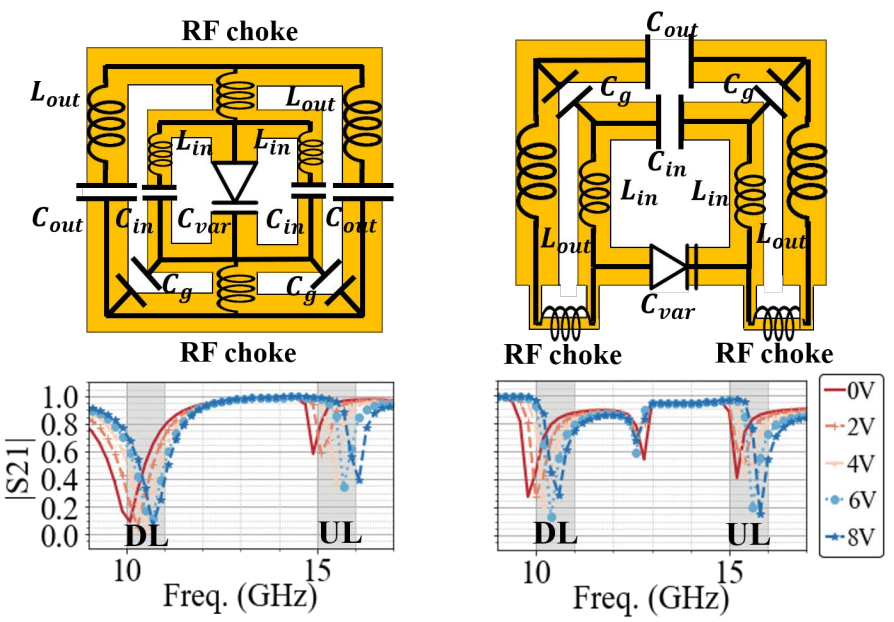 RF choke
L_out L_out
L_in L_in
C_out C_in C_var C_in C_out
C_g C_g
RF choke
C_out
C_g C_g
C_in
L_in L_in
L_out L_out
C_var
RF choke RF choke
|S21|
1.0
0.8
0.6
0.4
0.2
0.0
DL UL
10 15
Freq. (GHz)
DL UL
10 15
Freq. (GHz)
0V
2V
4V
6V
8V